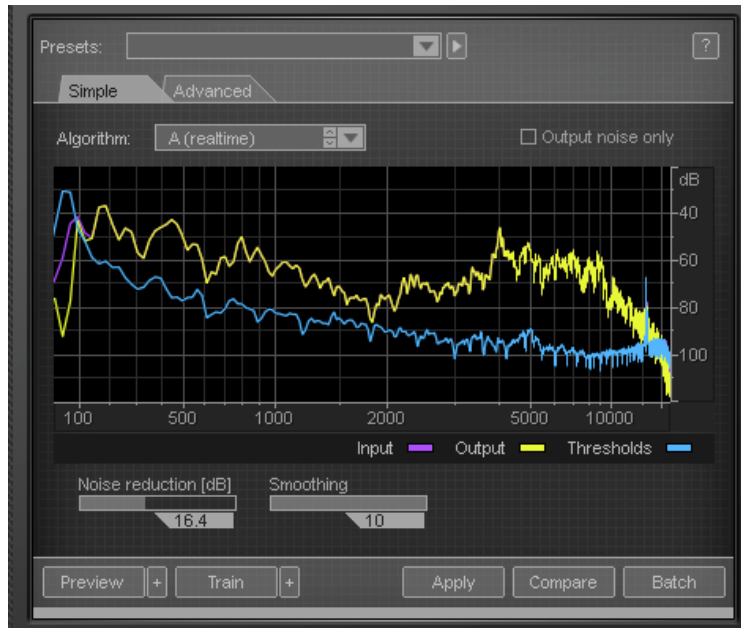 Presets:
?
Simple Advanced
Algorithm: A (realtime) Output noise only
dB
-40
-60
-80
-100
100 500 1000 2000 5000 10000
Input Output Thresholds
Noise reduction [dB] Smoothing
16.4 10
Preview + Train + Apply Compare Batch